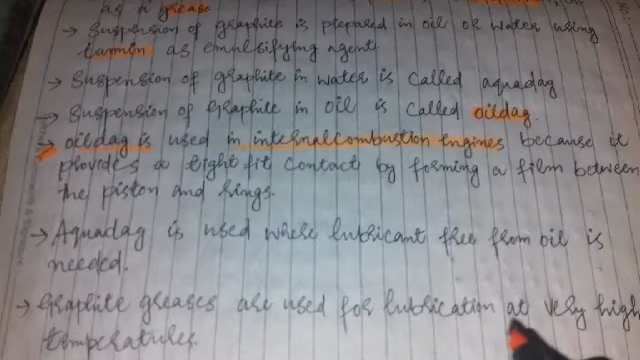 as a grease
→ Suspension of graphite is prepared in oil or water using
tannin as emulsifying agent.
→ Suspension of graphite in water is called aquadag
→ Suspension of Graphite in oil is called oildag.
→ oildag is used in internal combustion engines because it
provides a tight fit contact by forming a film between
the piston and rings.
→ Aquadag is used where lubricant free from oil is
needed.
→ Graphite greases are used for lubrication at very high
temperatures.